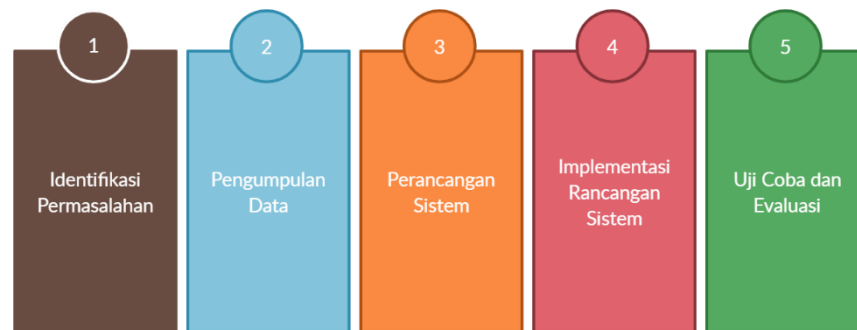 1
Identifikasi
Permasalahan
2
Pengumpulan
Data
3
Perancangan
Sistem
4
Implementasi
Rancangan
Sistem
5
Uji Coba dan
Evaluasi